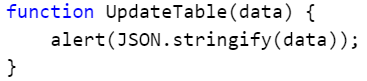 function UpdateTable(data) {
    alert(JSON.stringify(data));
}